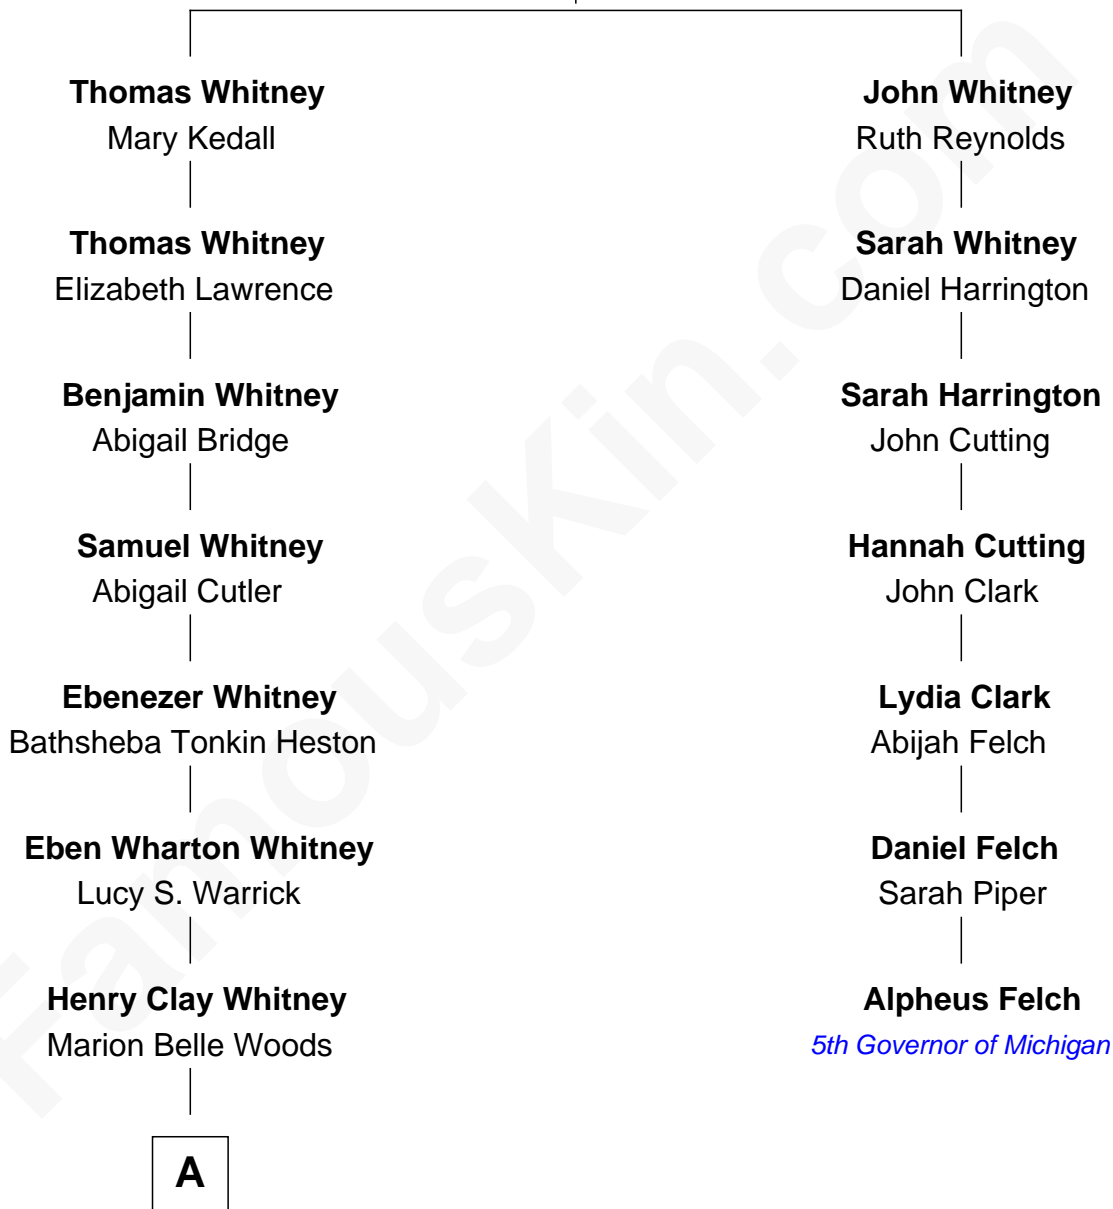 Thomas Whitney
Mary Kedall
Thomas Whitney
Elizabeth Lawrence
Benjamin Whitney
Abigail Bridge
Samuel Whitney
Abigail Cutler
Ebenezer Whitney
Bathsheba Tonkin Heston
Eben Wharton Whitney
Lucy S. Warrick
Henry Clay Whitney
Marion Belle Woods
A
John Whitney
Ruth Reynolds
Sarah Whitney
Daniel Harrington
Sarah Harrington
John Cutting
Hannah Cutting
John Clark
Lydia Clark
Abijah Felch
Daniel Felch
Sarah Piper
Alpheus Felch
5th Governor of Michigan
FamousKin.com